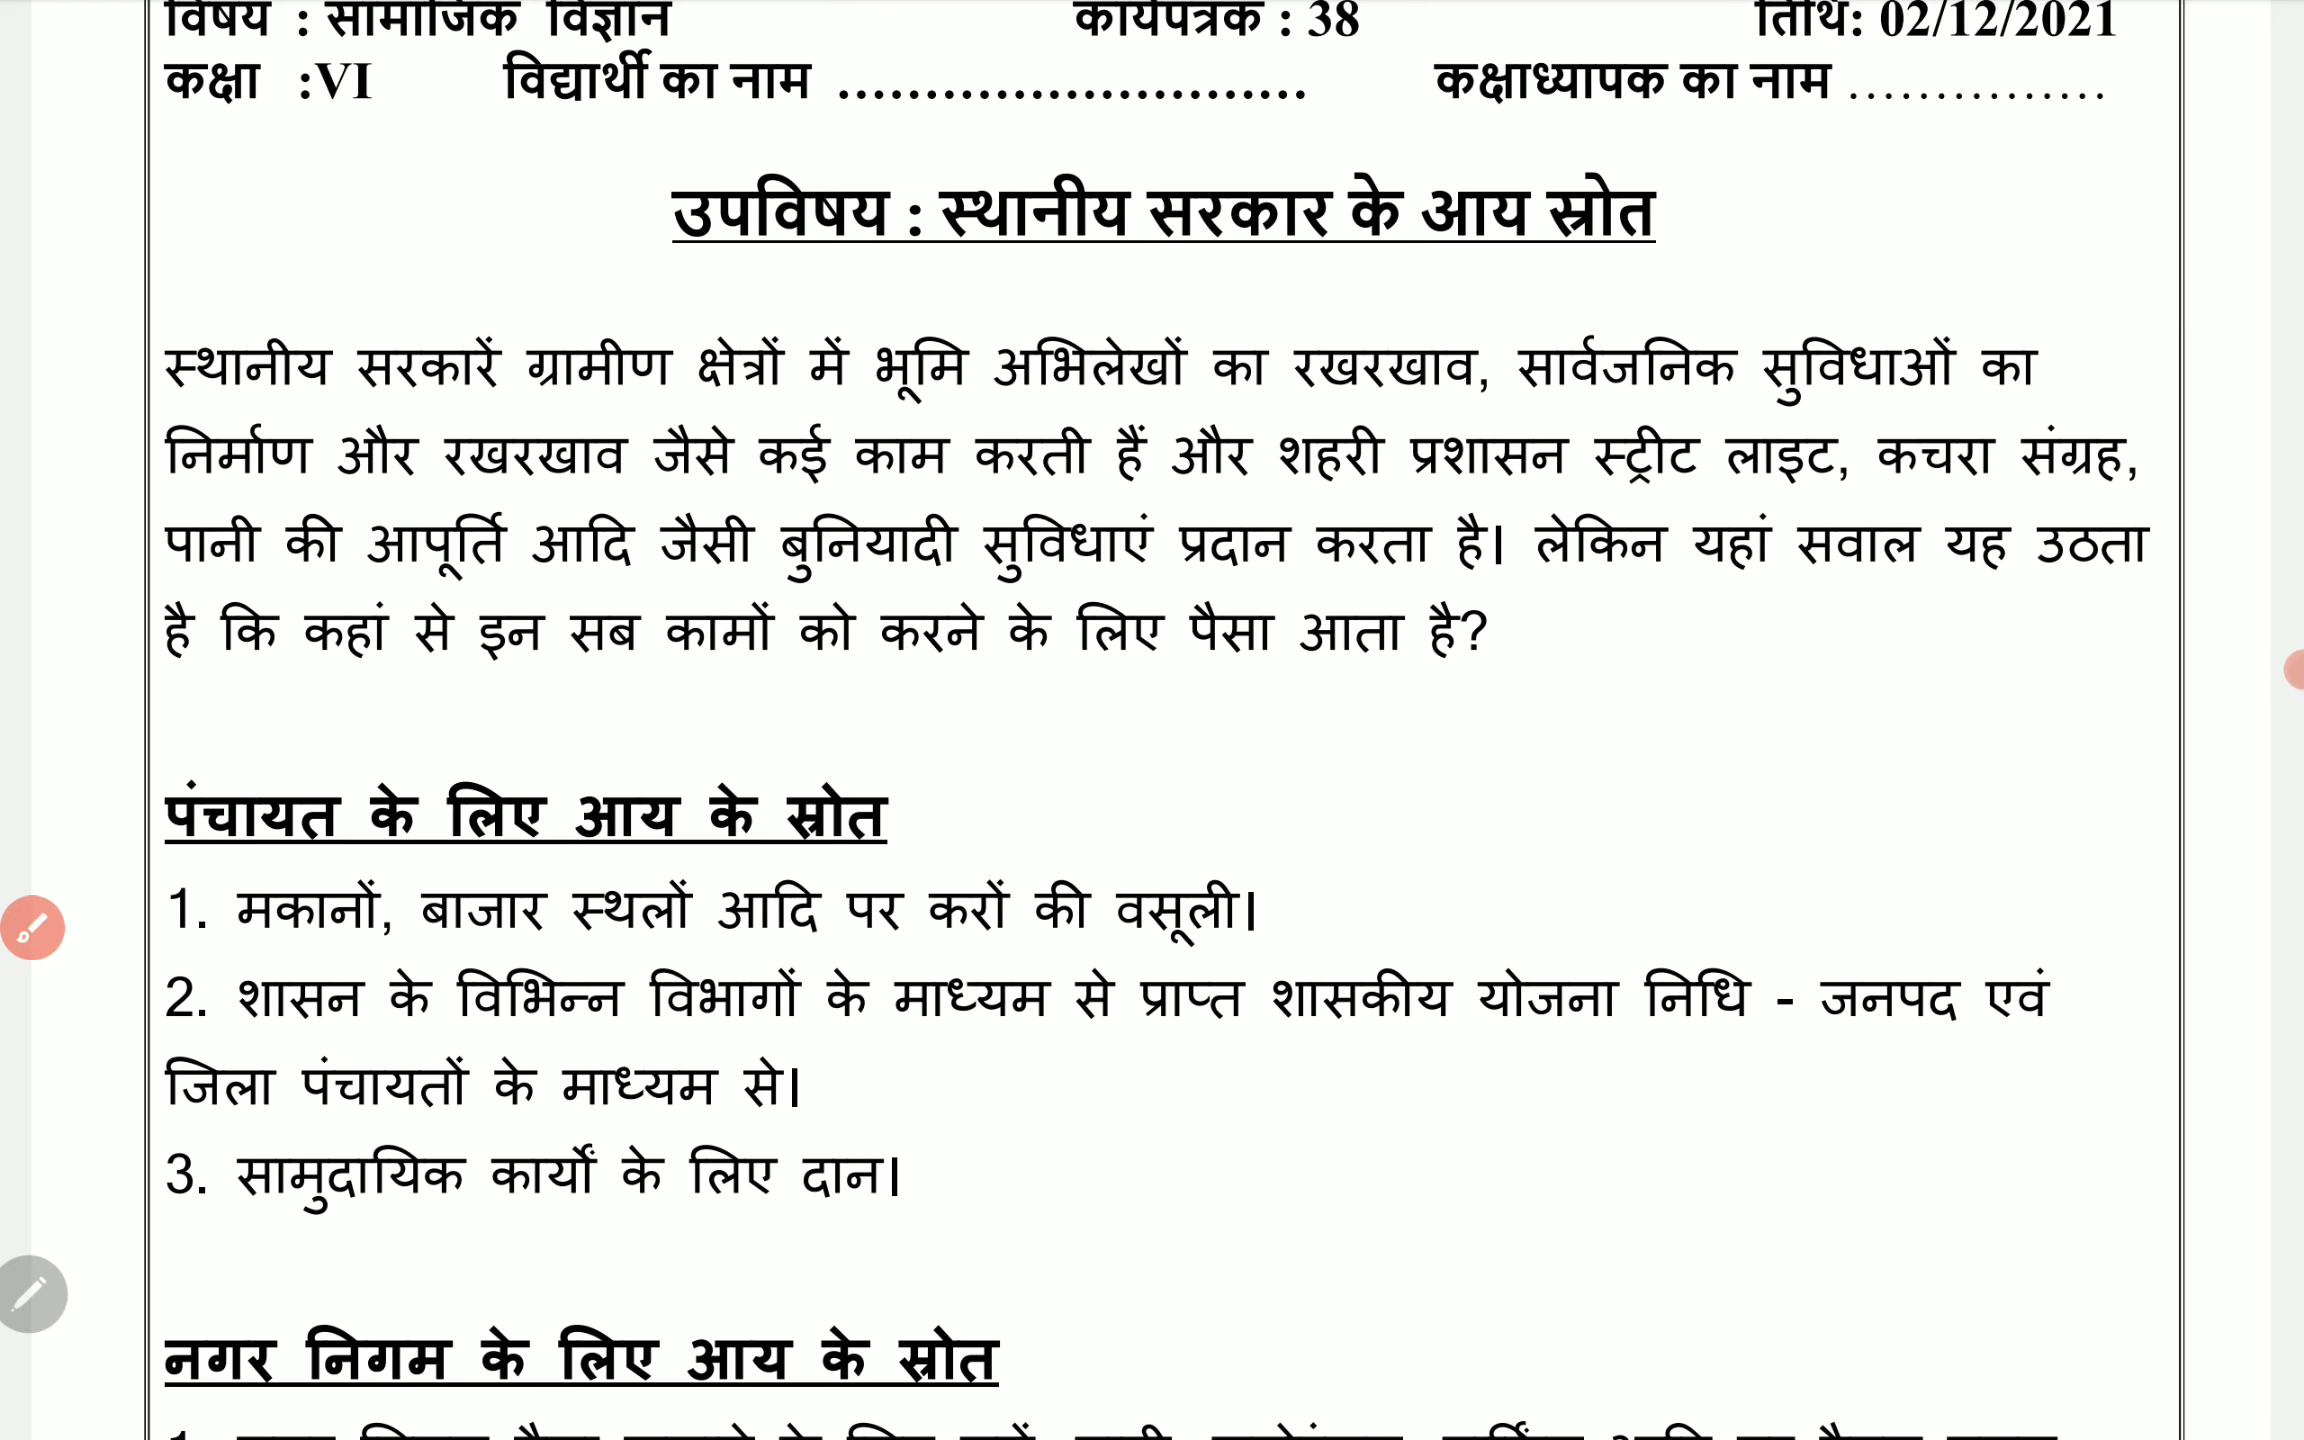 विषय : सामाजिक विज्ञान कार्यपत्रक : 38 तिथि: 02/12/2021
कक्षा :VI विद्यार्थी का नाम ........................... कक्षाध्यापक का नाम ...............
उपविषय : स्थानीय सरकार के आय स्रोत
स्थानीय सरकारें ग्रामीण क्षेत्रों में भूमि अभिलेखों का रखरखाव, सार्वजनिक सुविधाओं का
निर्माण और रखरखाव जैसे कई काम करती हैं और शहरी प्रशासन स्ट्रीट लाइट, कचरा संग्रह,
पानी की आपूर्ति आदि जैसी बुनियादी सुविधाएं प्रदान करता है। लेकिन यहां सवाल यह उठता
है कि कहां से इन सब कामों को करने के लिए पैसा आता है?
पंचायत के लिए आय के स्रोत
1. मकानों, बाजार स्थलों आदि पर करों की वसूली।
2. शासन के विभिन्न विभागों के माध्यम से प्राप्त शासकीय योजना निधि - जनपद एवं
जिला पंचायतों के माध्यम से।
3. सामुदायिक कार्यों के लिए दान।
नगर निगम के लिए आय के स्रोत